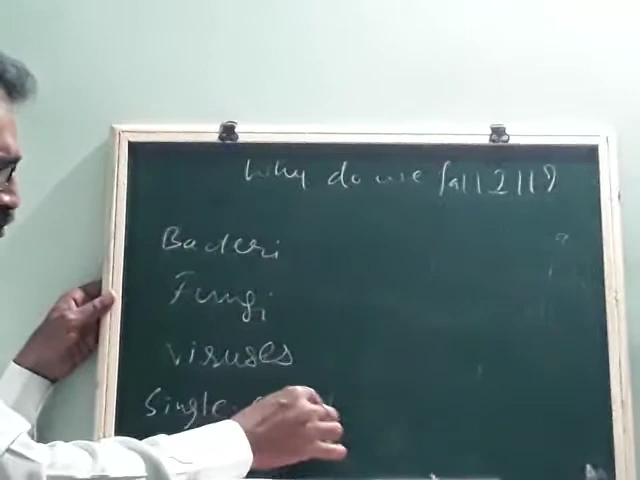 Why do we fall ill?
Bacteri
Fungi
Viruses
Single